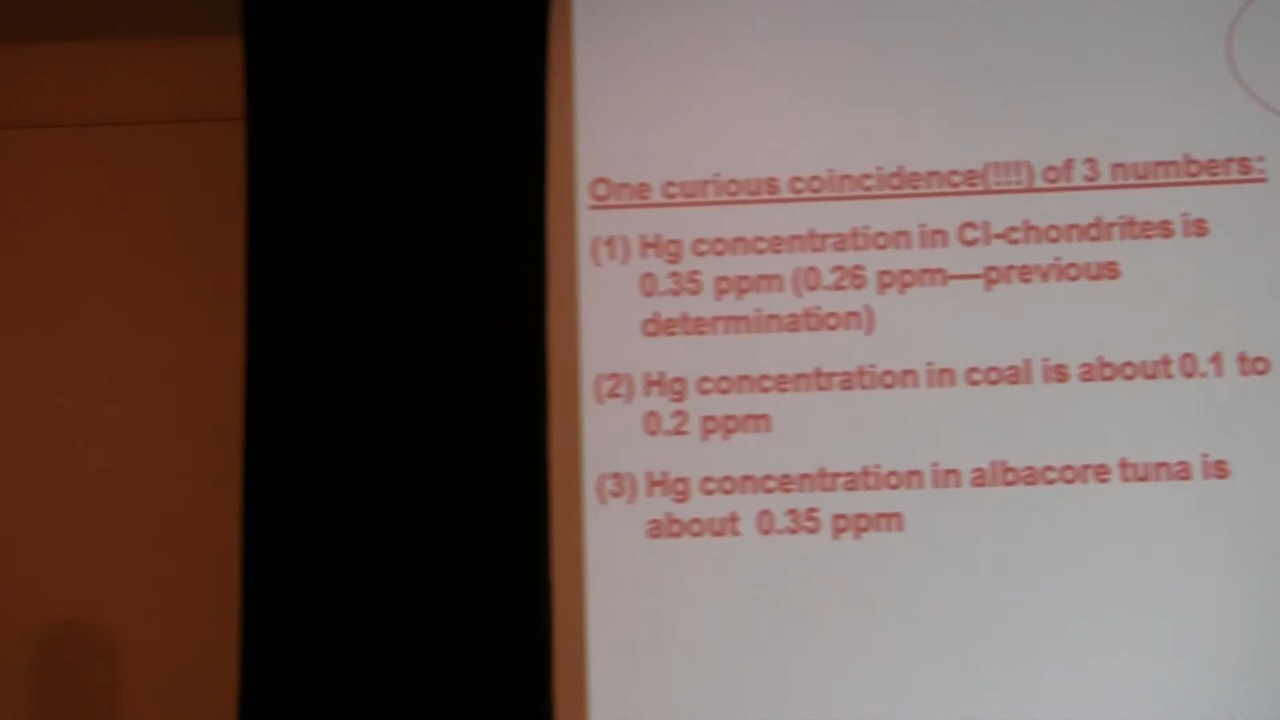 One curious coincidence(!!!) of 3 numbers:
(1) Hg concentration in CI-chondrites is
0.35 ppm (0.26 ppm—previous
determination)
(2) Hg concentration in coal is about 0.1 to
0.2 ppm
(3) Hg concentration in albacore tuna is
about 0.35 ppm